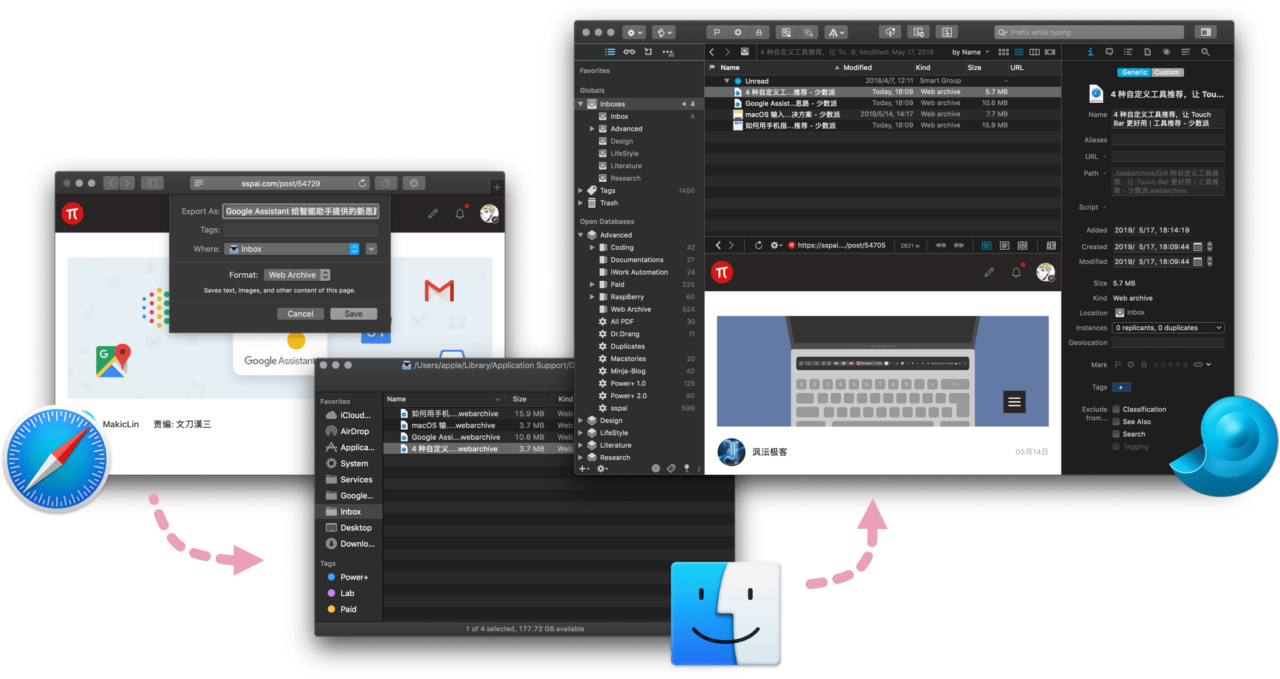 sspai.com/post/54729
Export As: Google Assistant 给智能助手提供的新思
Tags:
Where: Inbox
Format: Web Archive
Saves text, images, and other content of this page.
Cancel Save
Google Assistant
MakicLin 责编: 文刀漢三
/Users/apple/Library/Application Support/D
Favorites
iCloud...
AirDrop
Applica...
System
Services
Google...
Inbox
Desktop
Downlo...
Tags
Power+
Lab
Paid
Name Size Kind
如何用手机....webarchive 15.9 MB Web
macOS 输....webarchive 3.7 MB Web
Google Assi....webarchive 10.6 MB Web
4 种自定义....webarchive 3.7 MB Web
1 of 4 selected, 177.72 GB available
Prefix while typing
4 种自定义工具推荐，让 To...B, Modified: May 17, 2019
by Name
Favorites
Globals
Inboxes 4
Inbox 4
Advanced
Design
LifeStyle
Literature
Research
Tags 1450
Trash
Open Databases
Advanced
Coding 42
Documentations 27
iWork Automation 24
Paid 225
RaspBerry 60
Web Archive 524
All PDF 30
Dr.Drang 11
Duplicates
Macstories 20
Minja-Blog 40
Power+ 1.0 125
Power+ 2.0 90
sspai 599
Design
LifeStyle
Literature
Research
Name Modified Kind Size URL
Unread 2018/4/7, 12:11 Smart Group -
4 种自定义工...推荐 - 少数派 Today, 18:09 Web archive 5.7 MB
Google Assist...思路 - 少数派 Today, 18:09 Web archive 10.6 MB
macOS 输入...决方案 - 少数派 2019/5/14, 14:17 Web archive 7.7 MB
如何用手机指...推荐 - 少数派 Today, 18:09 Web archive 15.9 MB
https://sspai..../post/54705 2821 w
沨沄极客
05月14日
Generic Custom
4 种自定义工具推荐，让 Tou...
Name 4 种自定义工具推荐，让 Touch
Bar 更好用 | 工具推荐 - 少数派
Aliases
URL
Path ./webarchive/0/4 种自定义工具推
荐，让 Touch Bar 更好用 | 工具推
荐 - 少数派.webarchive
Script
Added 2019/ 5/17, 18:14:19
Created 2019/ 5/17, 18:09:44
Modified 2019/ 5/17, 18:09:44
Size 5.7 MB
Kind Web archive
Location Inbox
Instances 0 replicants, 0 duplicates
Geolocation
Mark
Tags
Exclude from... Classification
See Also
Search
Tagging